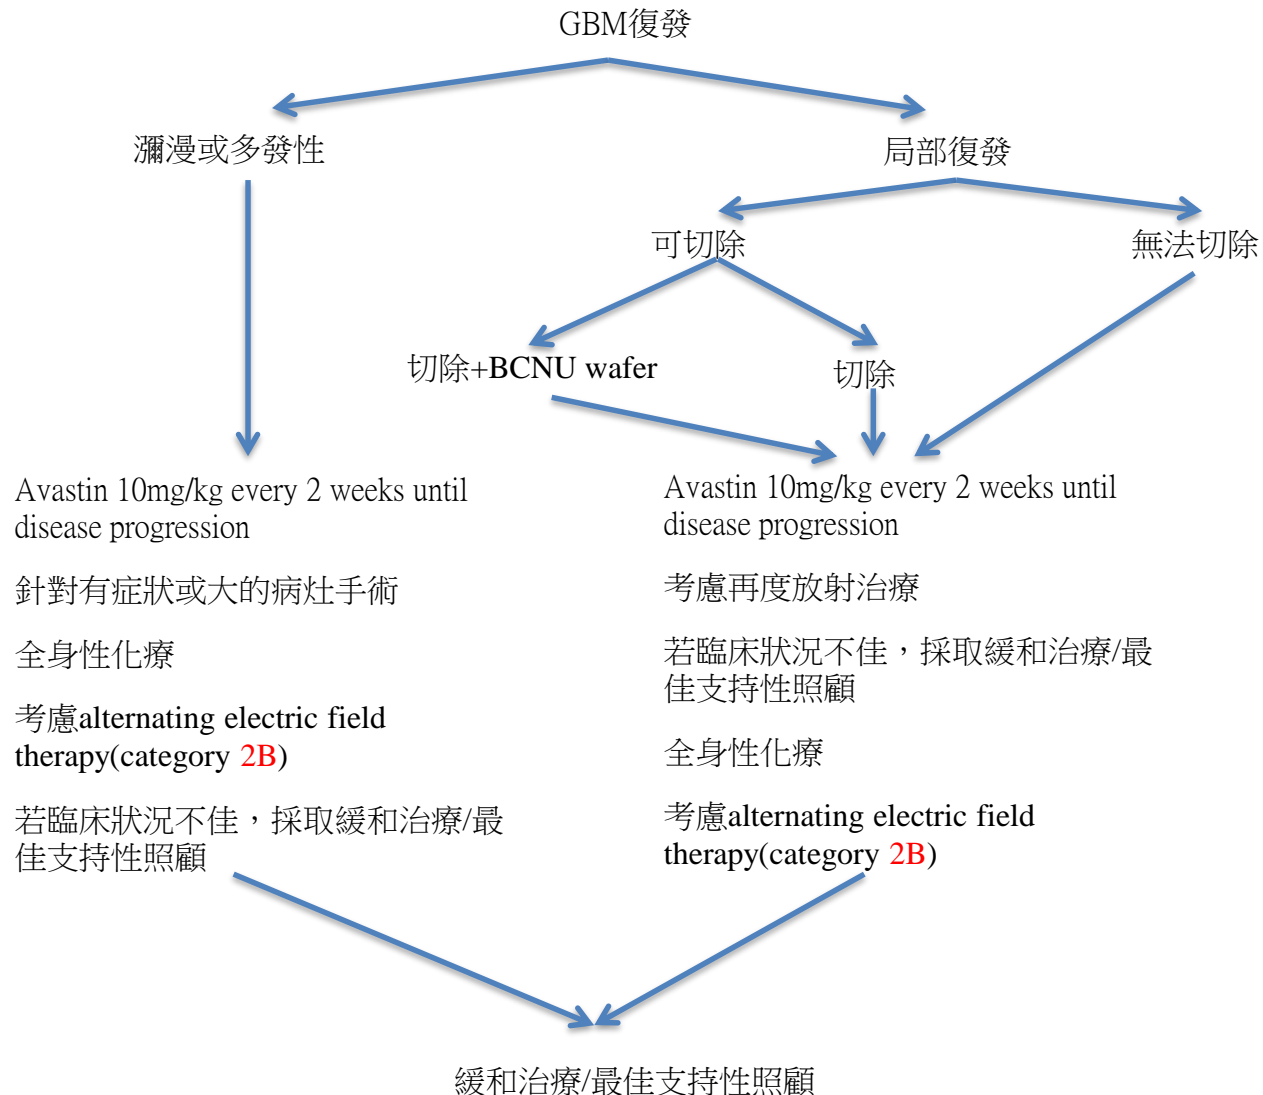 GBM復發
瀰漫或多發性
局部復發
可切除
無法切除
切除+BCNU wafer
切除
Avastin 10mg/kg every 2 weeks until
disease progression
針對有症狀或大的病灶手術
全身性化療
考慮alternating electric field
therapy(category 2B)
若臨床狀況不佳，採取緩和治療/最
佳支持性照顧
Avastin 10mg/kg every 2 weeks until
disease progression
考慮再度放射治療
若臨床狀況不佳，採取緩和治療/最
佳支持性照顧
全身性化療
考慮alternating electric field
therapy(category 2B)
緩和治療/最佳支持性照顧